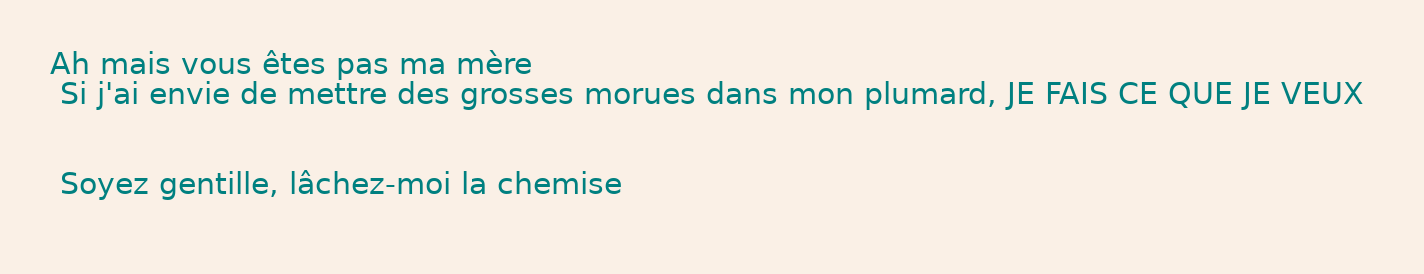 Ah mais vous êtes pas ma mère
Si j'ai envie de mettre des grosses morues dans mon plumard, JE FAIS CE QUE JE VEUX
Soyez gentille, lâchez-moi la chemise